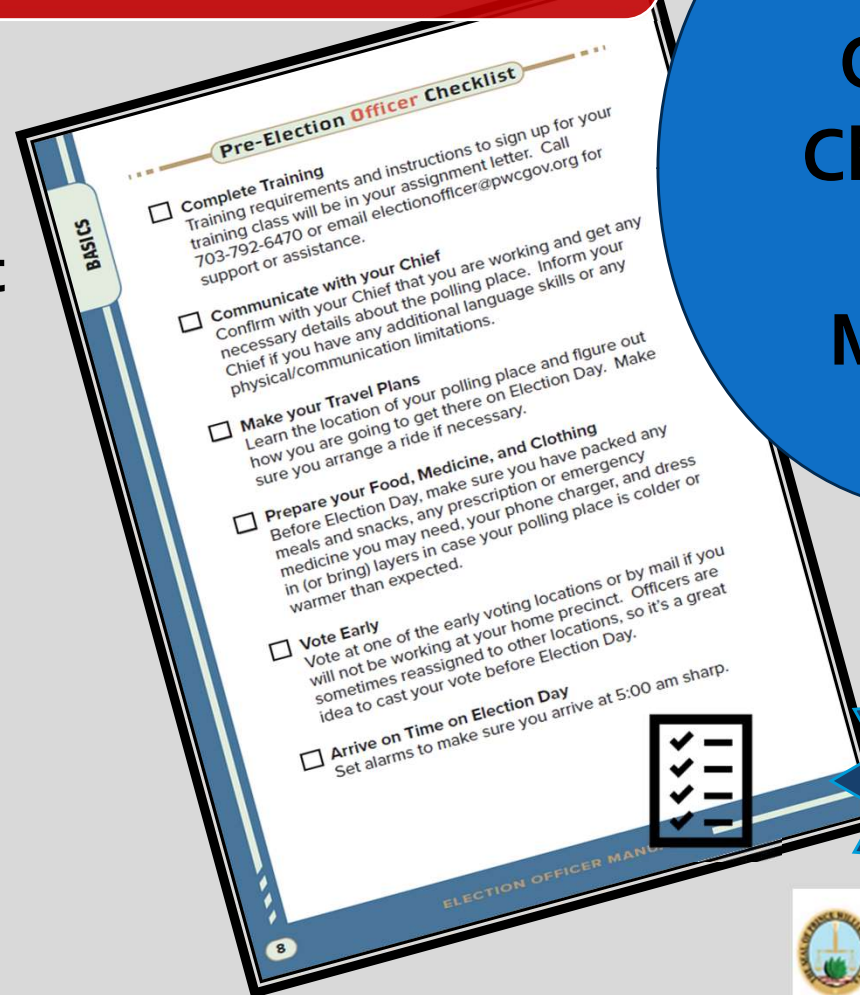 Pre-Election Officer Checklist
BASICS
Complete Training
Training requirements and instructions to sign up for your
training class will be in your assignment letter. Call
703-792-6470 or email electionofficer@pwcgov.org for
support or assistance.
Communicate with your Chief
Confirm with your Chief that you are working and get any
necessary details about the polling place. Inform your
Chief if you have any additional language skills or any
physical/communication limitations.
Make your Travel Plans
Learn the location of your polling place and figure out
how you are going to get there on Election Day. Make
sure you arrange a ride if necessary.
Prepare your Food, Medicine, and Clothing
Before Election Day, make sure you have packed any
meals and snacks, any prescription or emergency
medicine you may need, your phone charger, and dress
in (or bring) layers in case your polling place is colder or
warmer than expected.
Vote Early
Vote at one of the early voting locations or by mail if you
will not be working at your home precinct. Officers are
sometimes reassigned to other locations, so it's a great
idea to cast your vote before Election Day.
Arrive on Time on Election Day
Set alarms to make sure you arrive at 5:00 am sharp.
ELECTION OFFICER
8